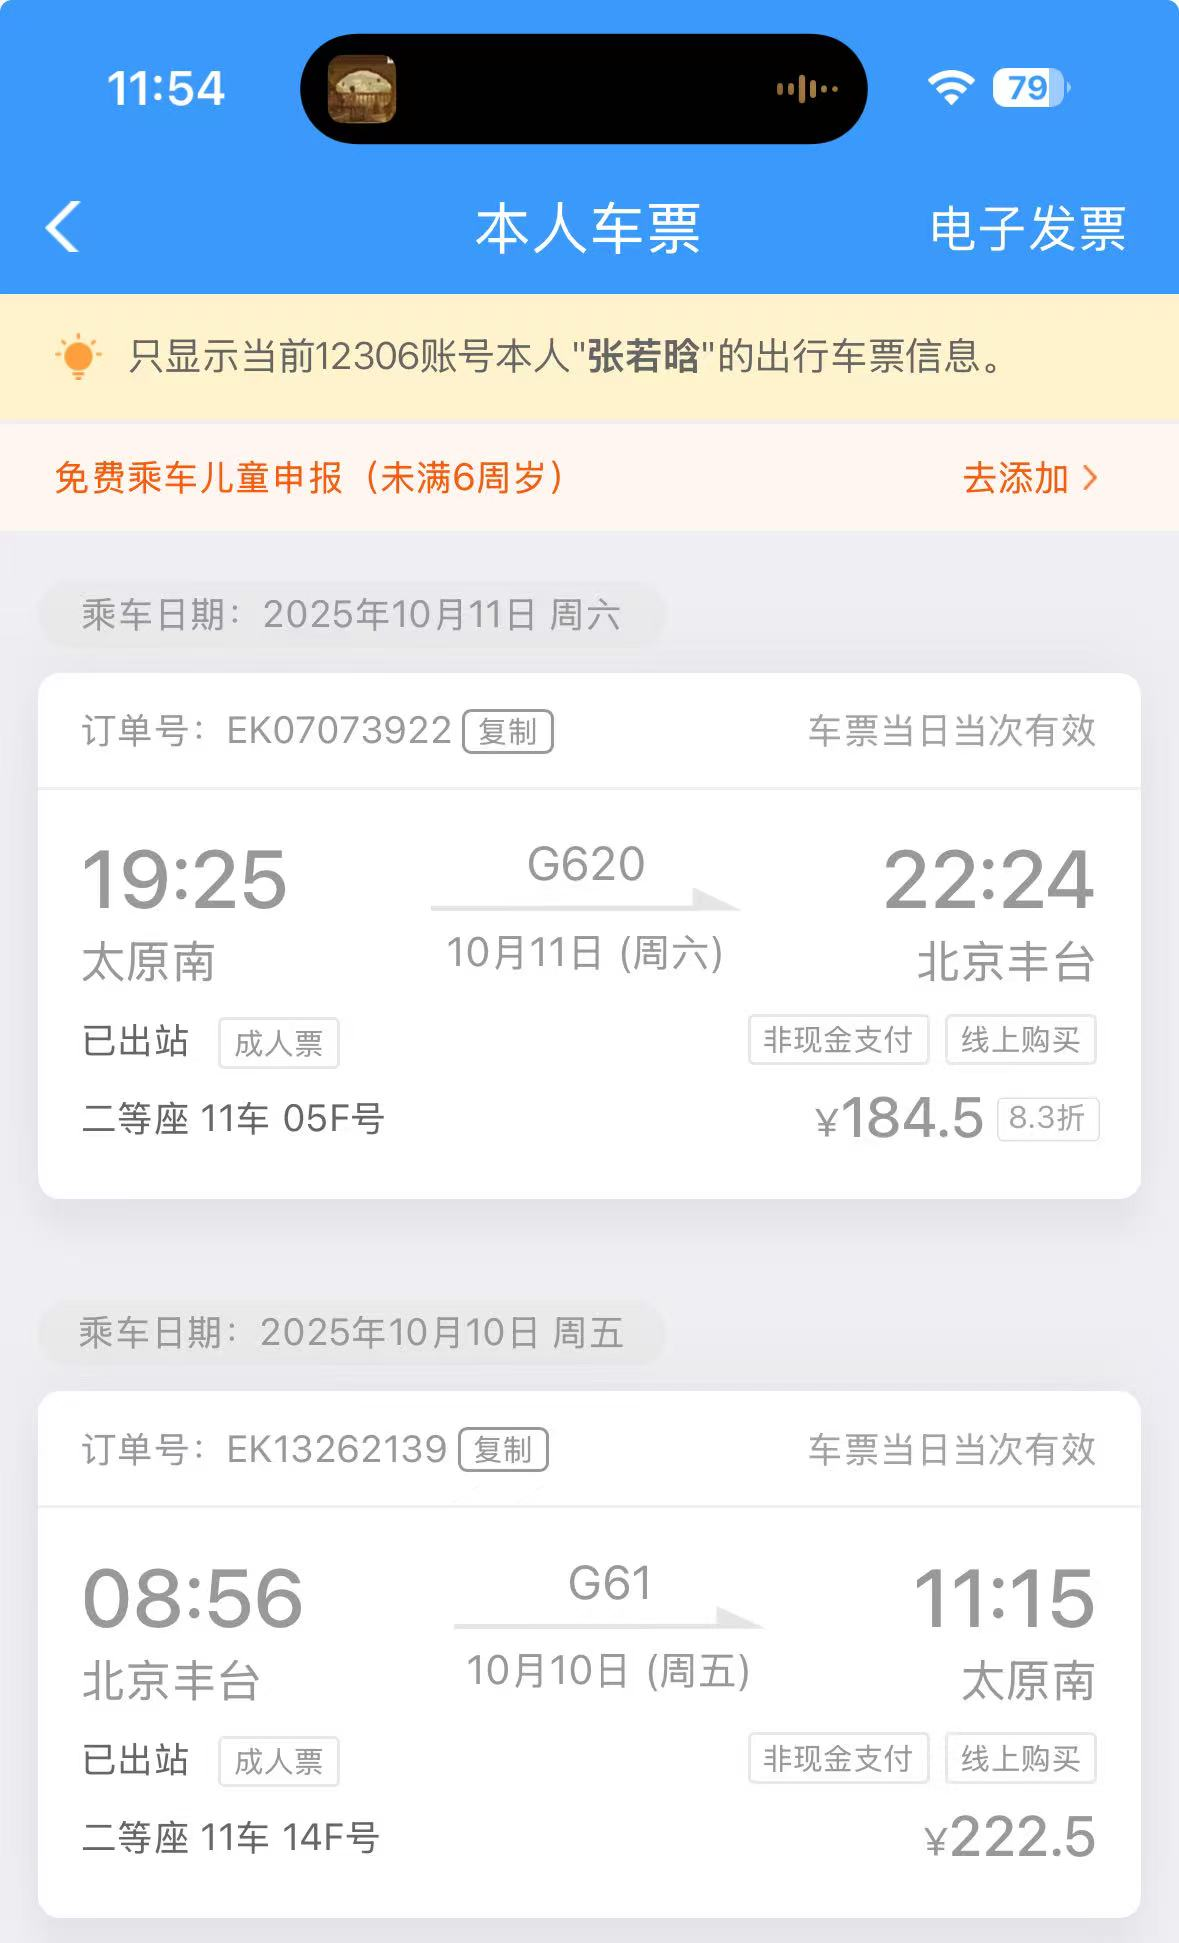 11:54
79
本人车票
电子发票
只显示当前12306账号本人"张若晗"的出行车票信息。
免费乘车儿童申报（未满6周岁）
去添加
乘车日期：2025年10月11日 周六
订单号：EK07073922 复制
车票当日当次有效
19:25
G620
22:24
太原南
10月11日 (周六)
北京丰台
已出站 成人票
非现金支付 线上购买
二等座 11车 05F号
¥184.5 8.3折
乘车日期：2025年10月10日 周五
订单号：EK13262139 复制
车票当日当次有效
08:56
G61
11:15
北京丰台
10月10日 (周五)
太原南
已出站 成人票
非现金支付 线上购买
二等座 11车 14F号
¥222.5